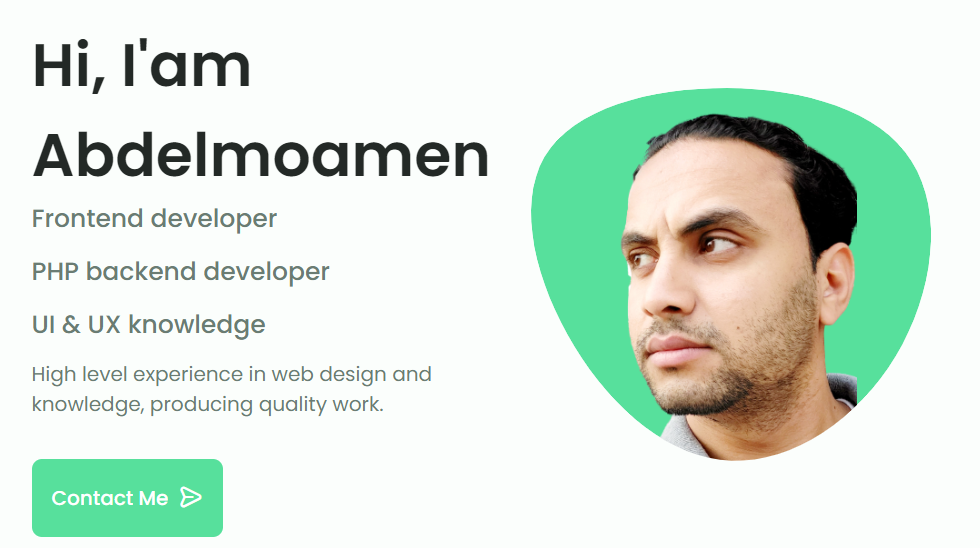 Hi, I'am
Abdelmoamen
Frontend developer
PHP backend developer
UI & UX knowledge
High level experience in web design and
knowledge, producing quality work.
Contact Me